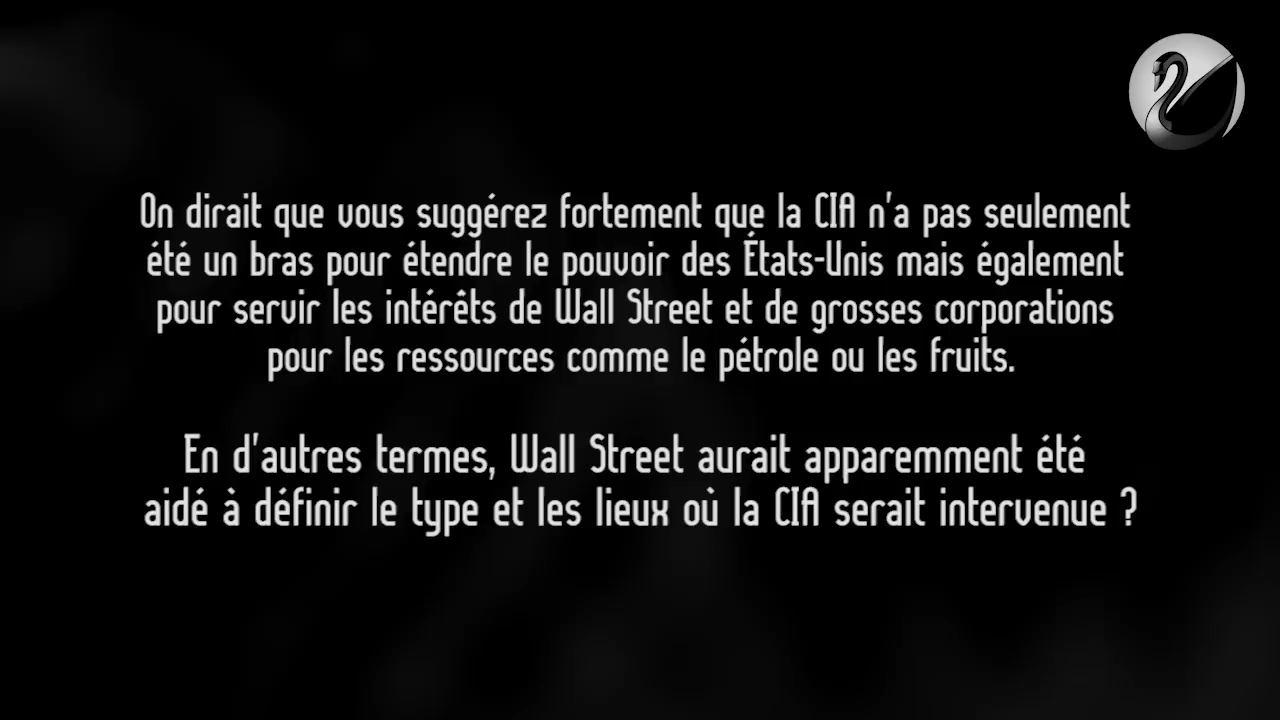 On dirait que vous suggérez fortement que la CIA n'a pas seulement
été un bras pour étendre le pouvoir des États-Unis mais également
pour servir les intérêts de Wall Street et de grosses corporations
pour les ressources comme le pétrole ou les fruits.
En d'autres termes, Wall Street aurait apparemment été
aidé à définir le type et les lieux où la CIA serait intervenue ?